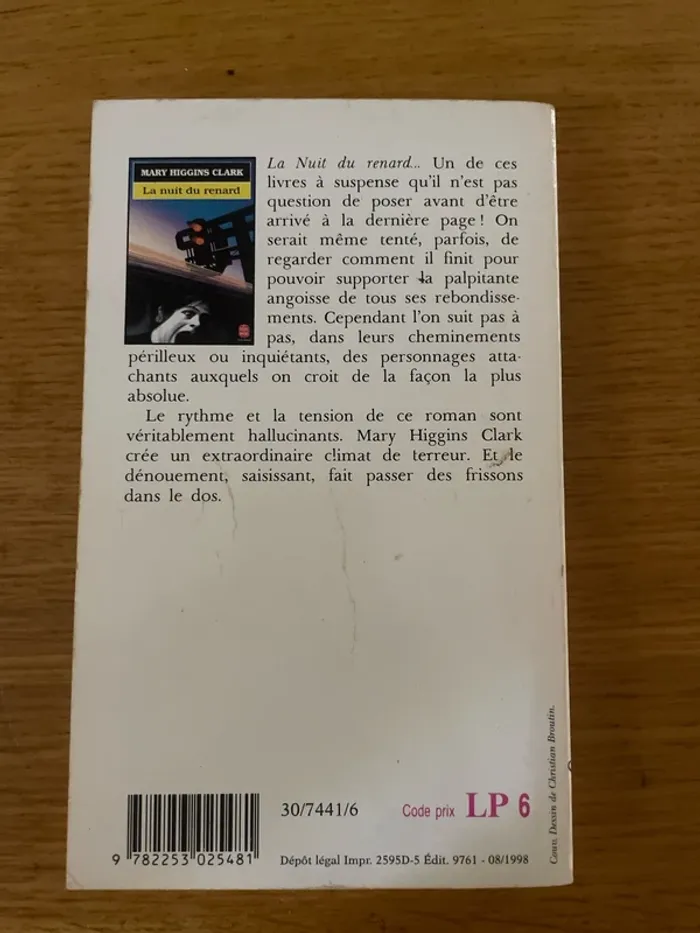 MARY HIGGINS CLARK
La nuit du renard
La Nuit du renard... Un de ces
livres à suspense qu'il n'est pas
question de poser avant d'être
arrivé à la dernière page ! On
serait même tenté, parfois, de
regarder comment il finit pour
pouvoir supporter la palpitante
angoisse de tous ses rebondisse-
ments. Cependant l'on suit pas à
pas, dans leurs cheminements
périlleux ou inquiétants, des personnages atta-
chants auxquels on croit de la façon la plus
absolue.
Le rythme et la tension de ce roman sont
véritablement hallucinants. Mary Higgins Clark
crée un extraordinaire climat de terreur. Et le
dénouement, saisissant, fait passer des frissons
dans le dos.
Couv. Dessin de Christian Broutin.
30/7441/6
Code prix LP 6
9 782253 025481
Dépôt légal Impr. 2595D-5 Édit. 9761 - 08/1998